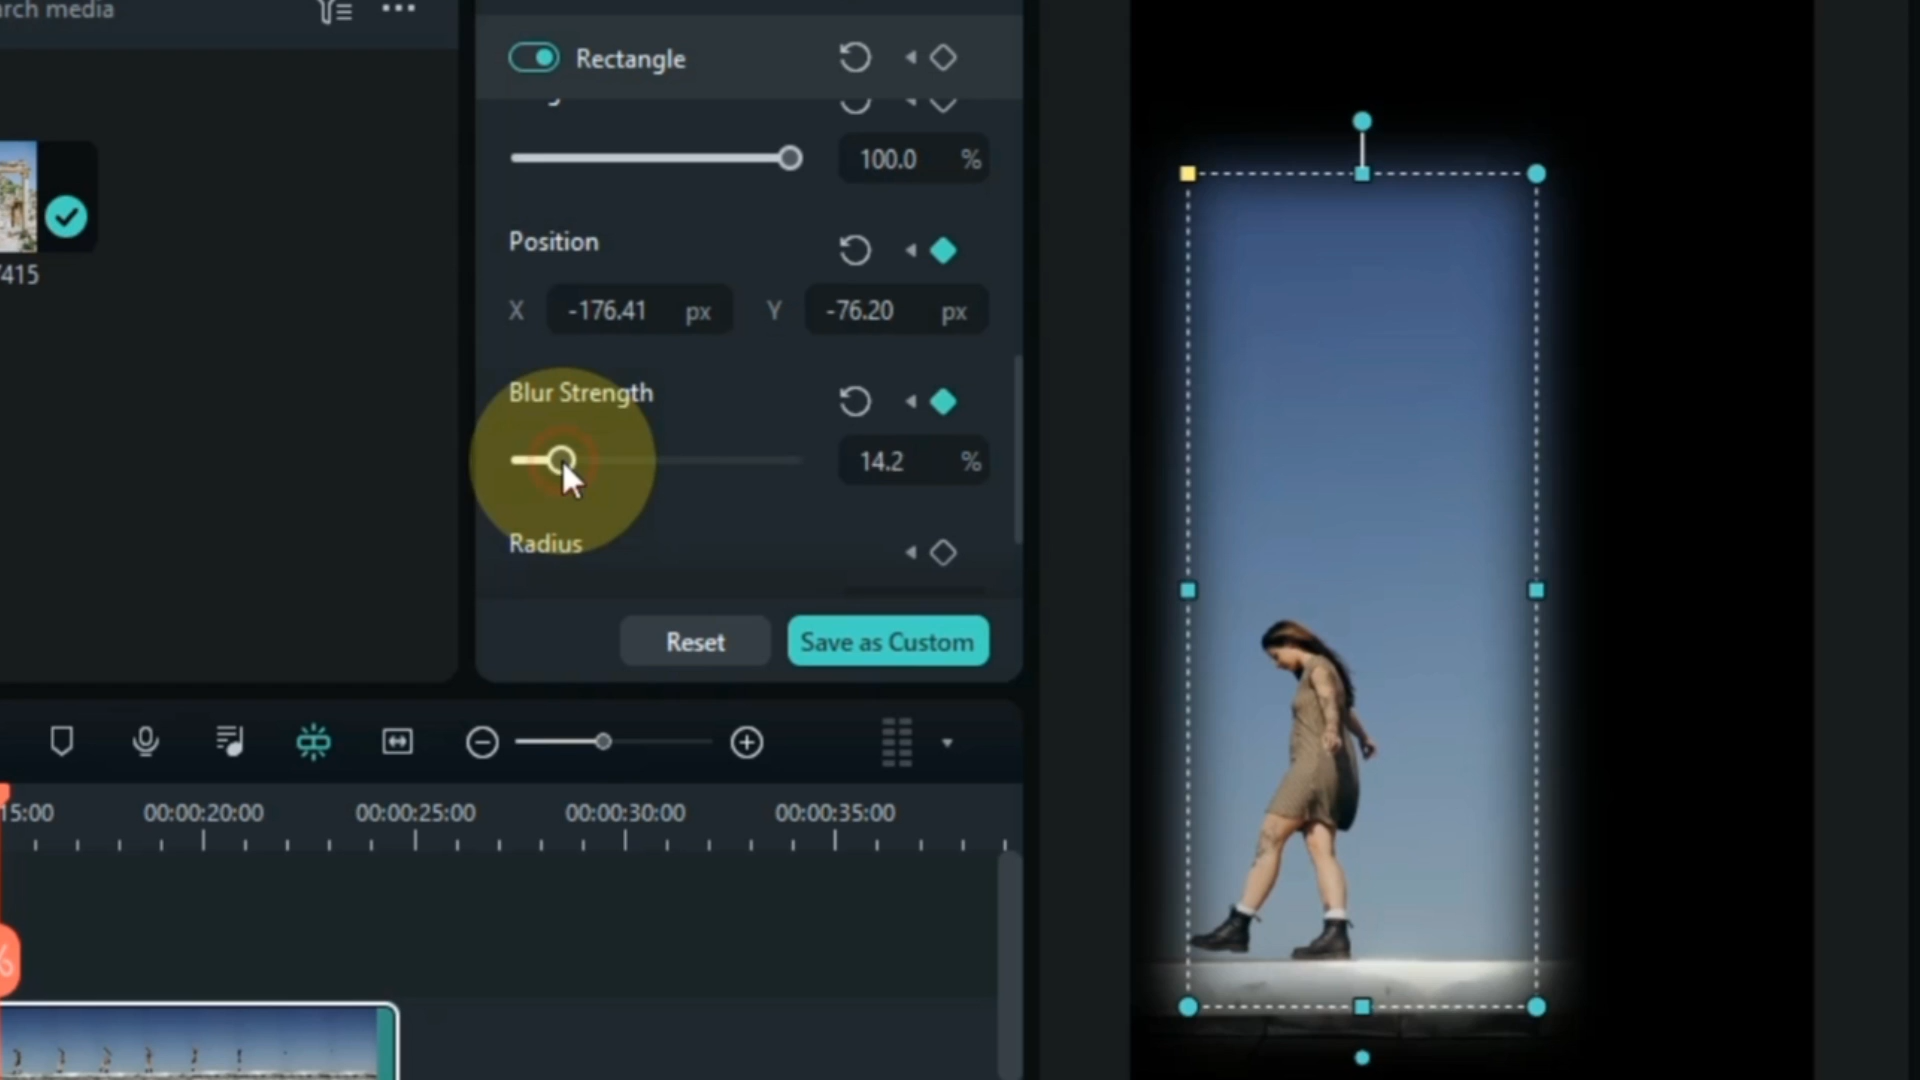 rch media
Rectangle
100.0 %
Position
X -176.41 px Y -76.20 px
Blur Strength
14.2 %
Radius
Reset Save as Custom
415
15:00 00:00:20:00 00:00:25:00 00:00:30:00 00:00:35:00
%